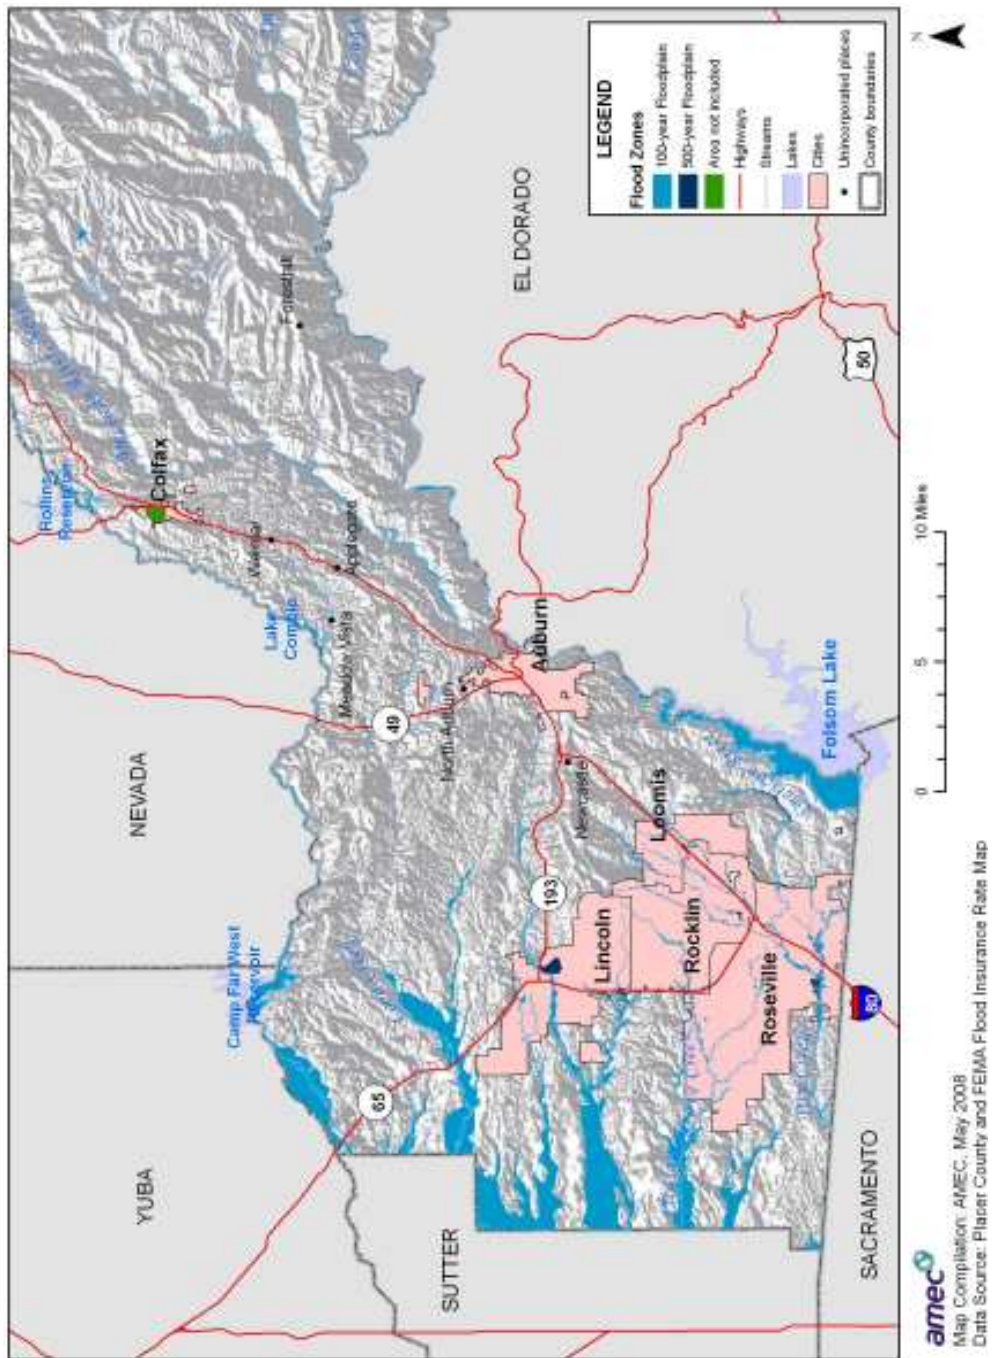 YUBA
NEVADA
SUTTER
SACRAMENTO
EL DORADO
Camp Far West
Reservoir
Lake
Combie
Rollins
Reservoir
Folsom Lake
Colfax
Weimar
Applegate
Meadow Vista
Foresthill
North Auburn
Auburn
Newcastle
Loomis
Lincoln
Rocklin
Roseville
65
49
193
80
50
LEGEND
Flood Zones
100-year Floodplain
500-year Floodplain
Area not included
Highways
Streams
Lakes
Cities
Unincorporated places
County boundaries
N
0
5
10 Miles
amec
Map Compilation: AMEC, May 2008
Data Source: Placer County and FEMA Flood Insurance Rate Map